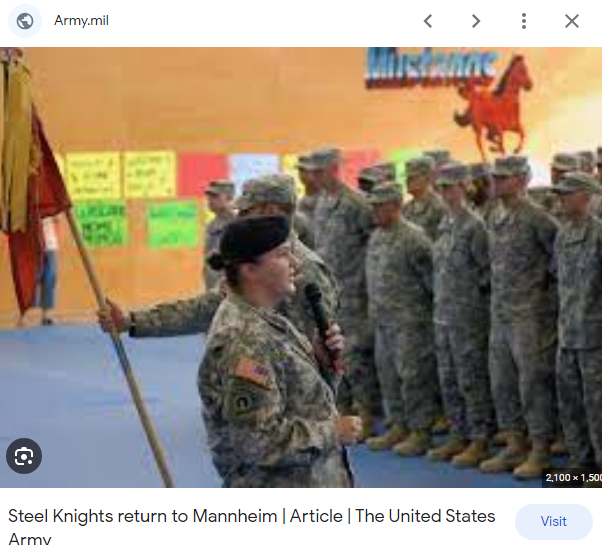 Army.mil
Mustangs
2,100 × 1,500
Steel Knights return to Mannheim | Article | The United States
Army
Visit